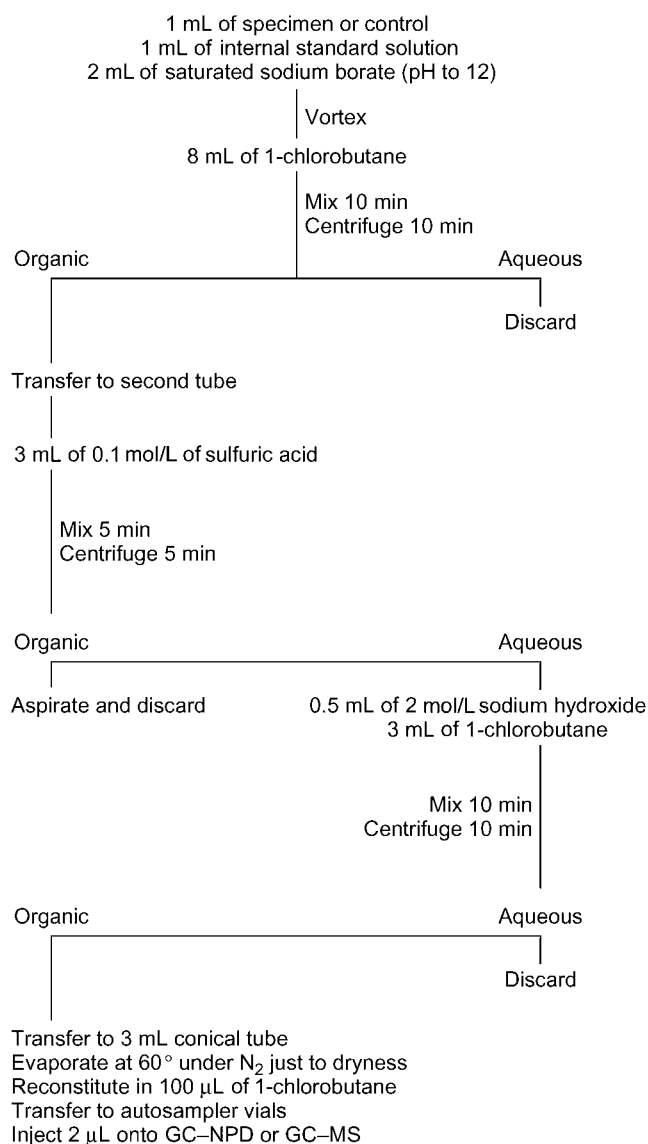 1 mL of specimen or control
1 mL of internal standard solution
2 mL of saturated sodium borate (pH to 12)
Vortex
8 mL of 1-chlorobutane
Mix 10 min
Centrifuge 10 min
Organic
Aqueous
Discard
Transfer to second tube
3 mL of 0.1 mol/L of sulfuric acid
Mix 5 min
Centrifuge 5 min
Organic
Aqueous
Aspirate and discard
0.5 mL of 2 mol/L sodium hydroxide
3 mL of 1-chlorobutane
Mix 10 min
Centrifuge 10 min
Organic
Aqueous
Discard
Transfer to 3 mL conical tube
Evaporate at 60° under N₂ just to dryness
Reconstitute in 100 μL of 1-chlorobutane
Transfer to autosampler vials
Inject 2 μL onto GC–NPD or GC–MS